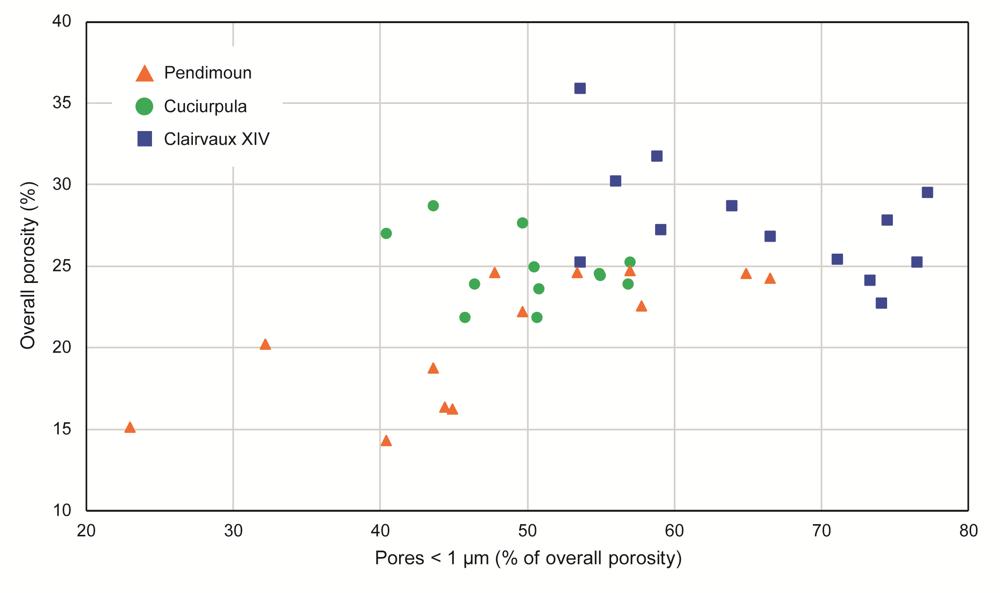 40
35
30
25
20
15
10
Overall porosity (%)
Pendimoun
Cuciurpula
Clairvaux XIV
20 30 40 50 60 70 80
Pores < 1 µm (% of overall porosity)